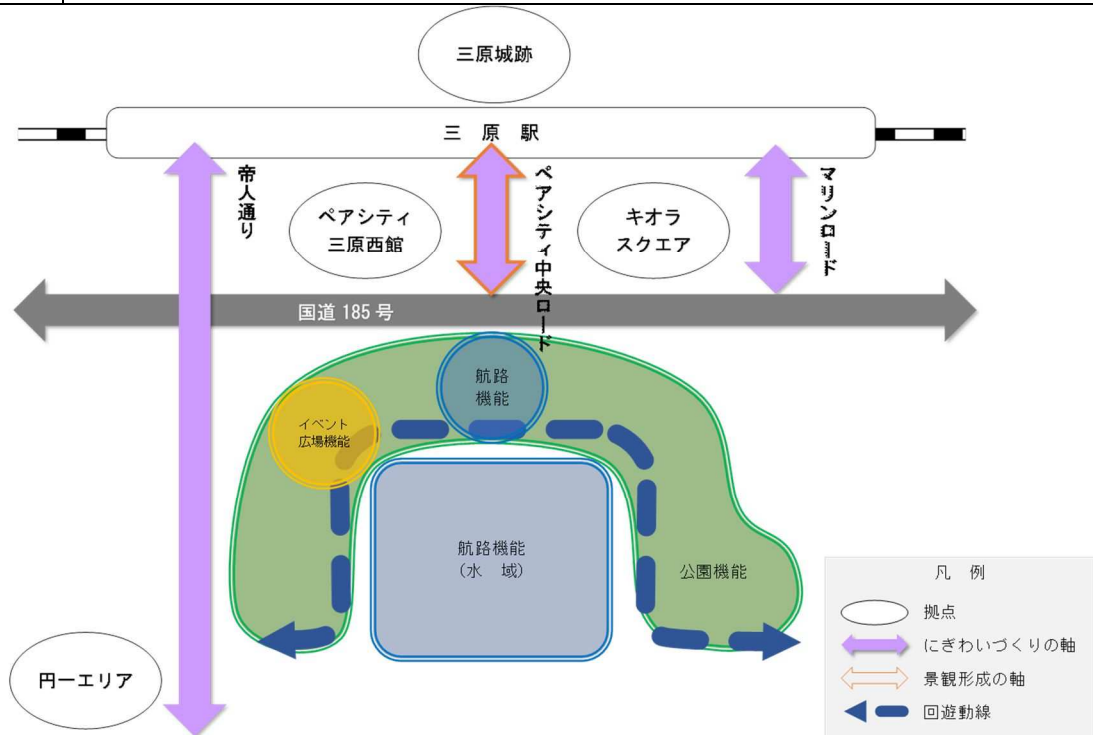 三原城跡
三原駅
帝人通り
ペアシティ
三原西館
ペアシティ中央ロード
キオラ
スクエア
マリンロード
国道185号
航路
機能
イベント
広場機能
航路機能
(水 域)
公園機能
円一エリア
凡 例
拠点
にぎわいづくりの軸
景観形成の軸
回遊動線